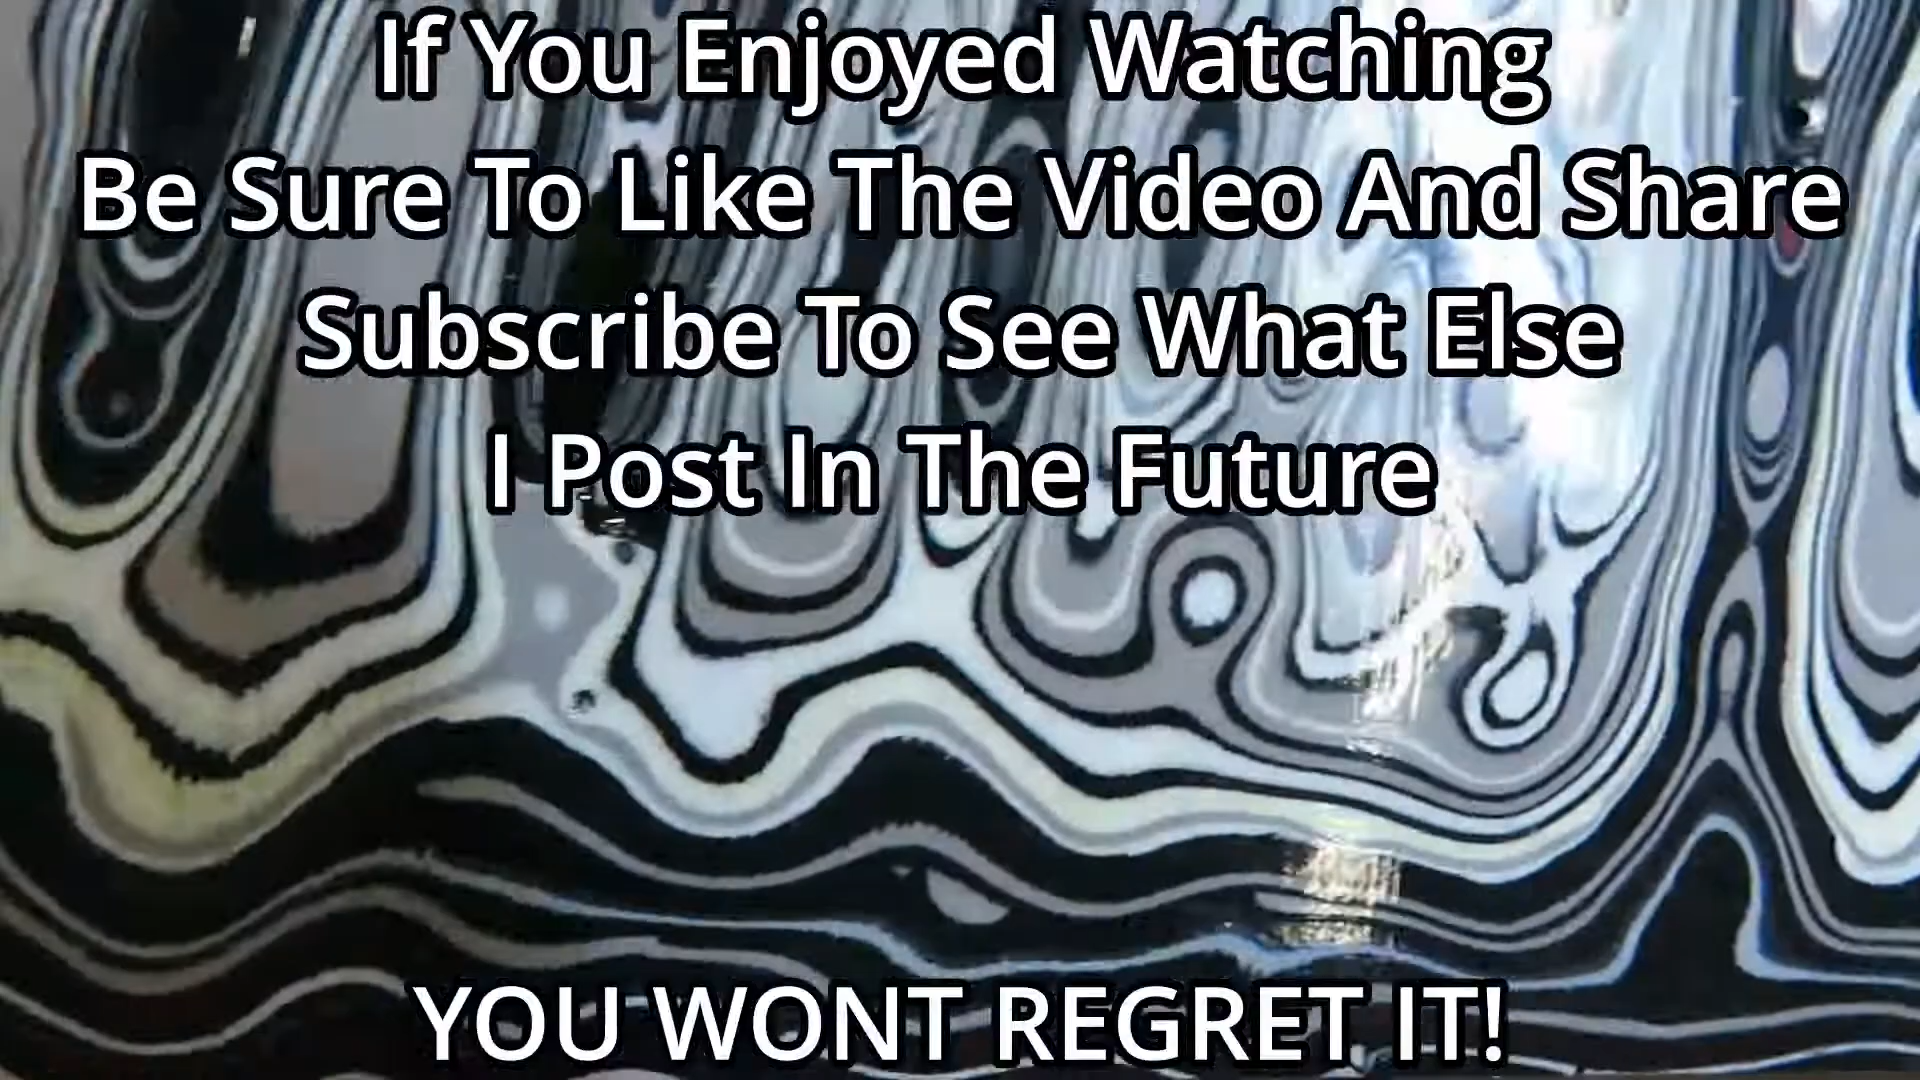 If You Enjoyed Watching
Be Sure To Like The Video And Share
Subscribe To See What Else
I Post In The Future
YOU WONT REGRET IT!